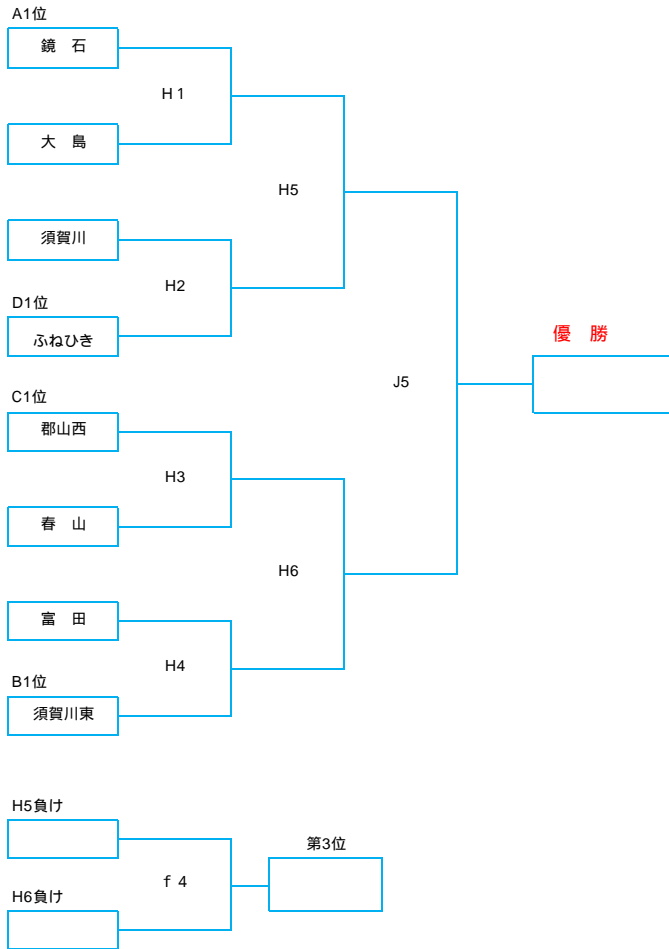 A1位
鏡　石
H 1
大　島
H5
須賀川
H2
D1位
ふねひき
優　勝
J5
C1位
郡山西
H3
春　山
H6
富　田
H4
B1位
須賀川東
H5負け
第3位
ｆ４
H6負け